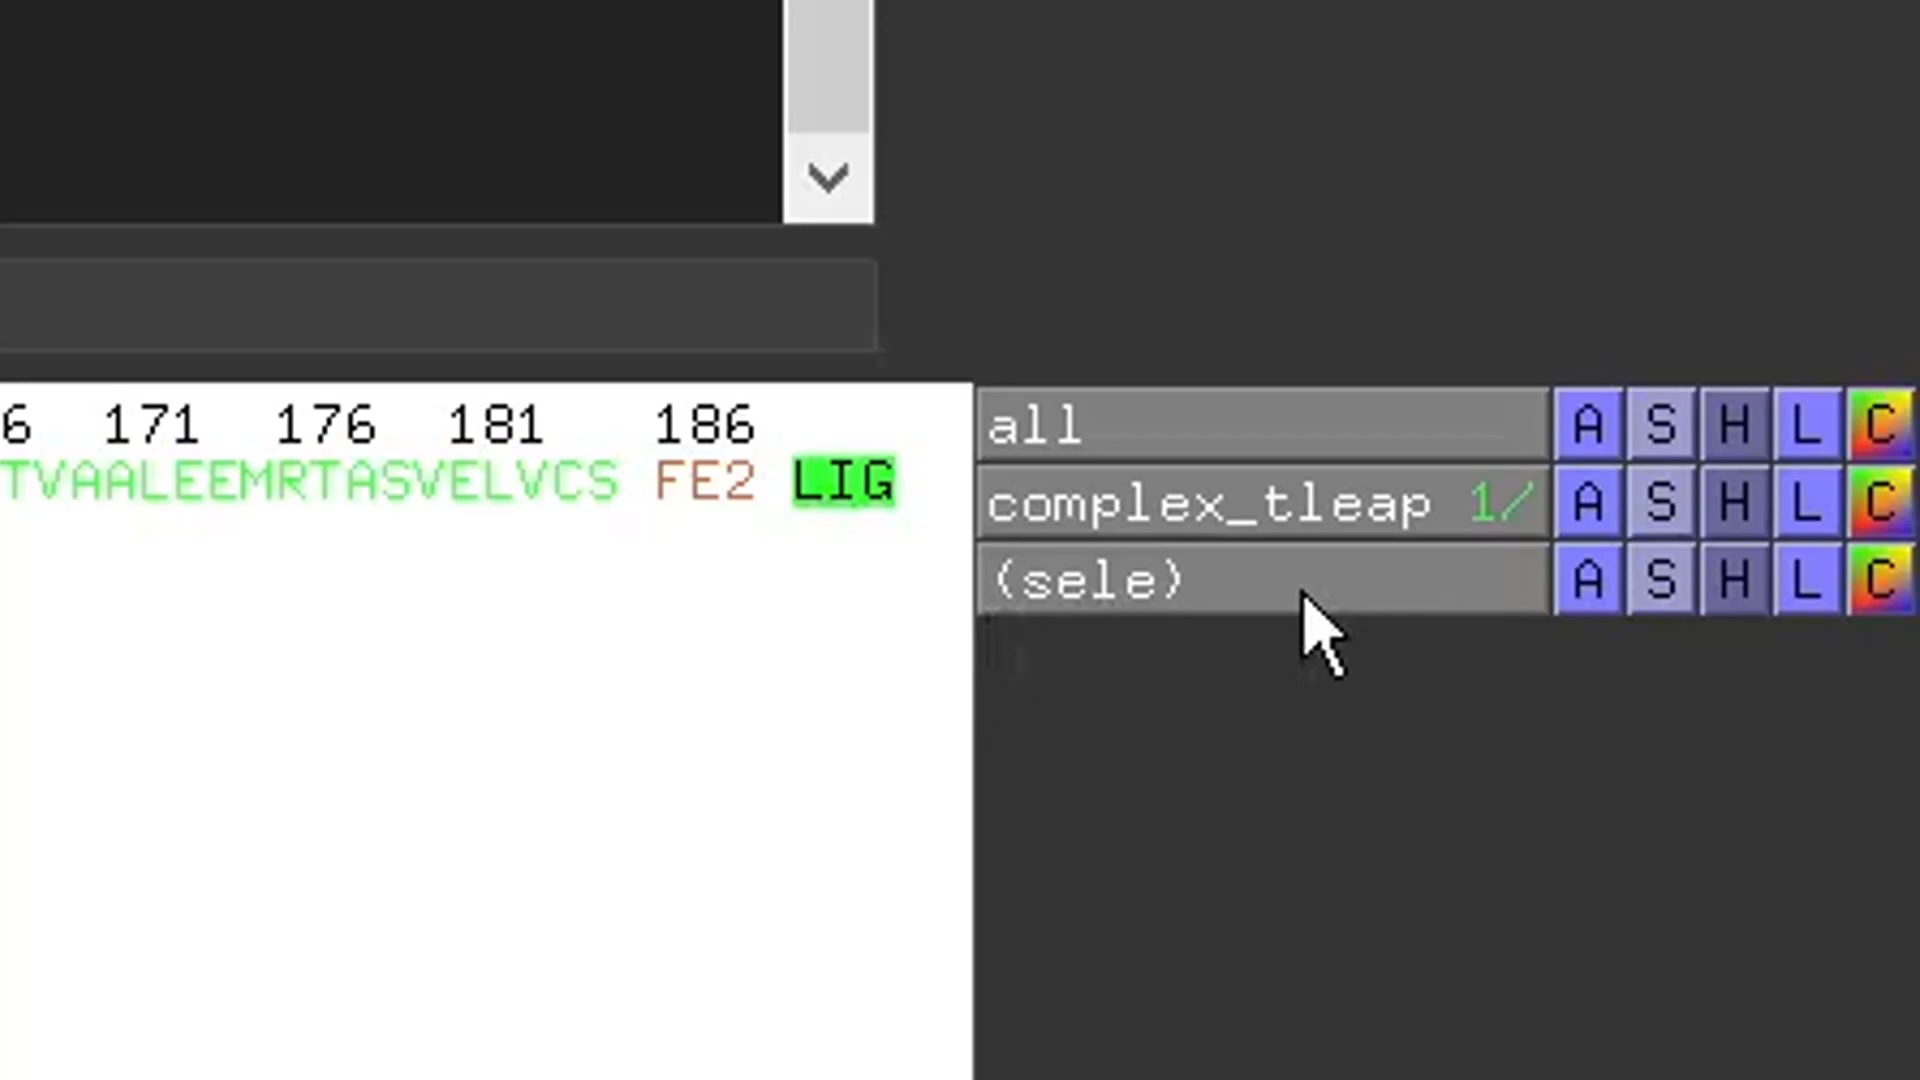 6 171 176 181 186
TVAALEEMRTASVELVCS FE2 LIG
all A S H L C
complex_tleap 1/ A S H L C
(sele) A S H L C